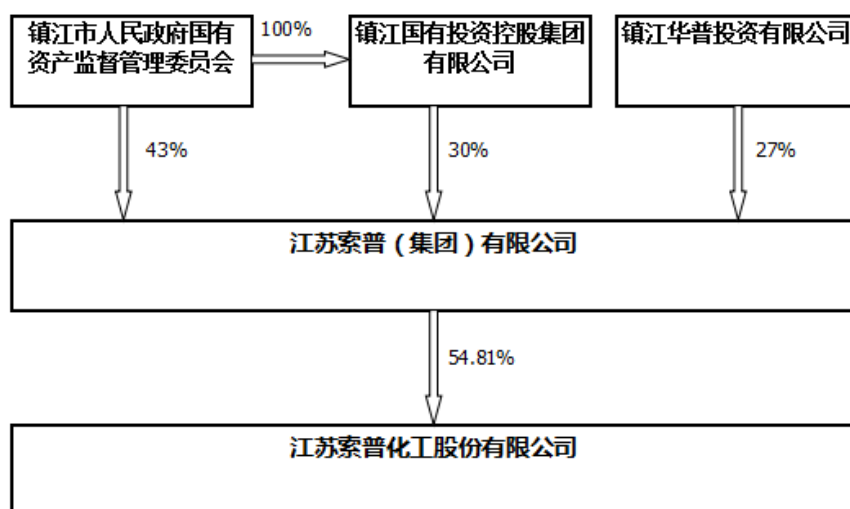 镇江市人民政府国有
资产监督管理委员会
100%
镇江国有投资控股集团
有限公司
镇江华普投资有限公司
43%
30%
27%
江苏索普（集团）有限公司
54.81%
江苏索普化工股份有限公司